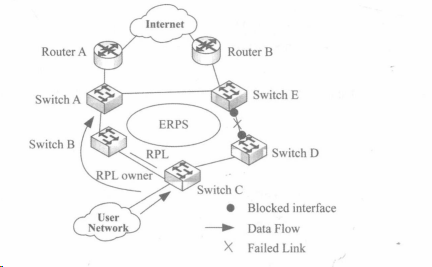 Internet
Router A
Router B
Switch A
Switch E
ERPS
Switch B
RPL
Switch D
RPL owner
Switch C
User
Network
Blocked interface
Data Flow
Failed Link